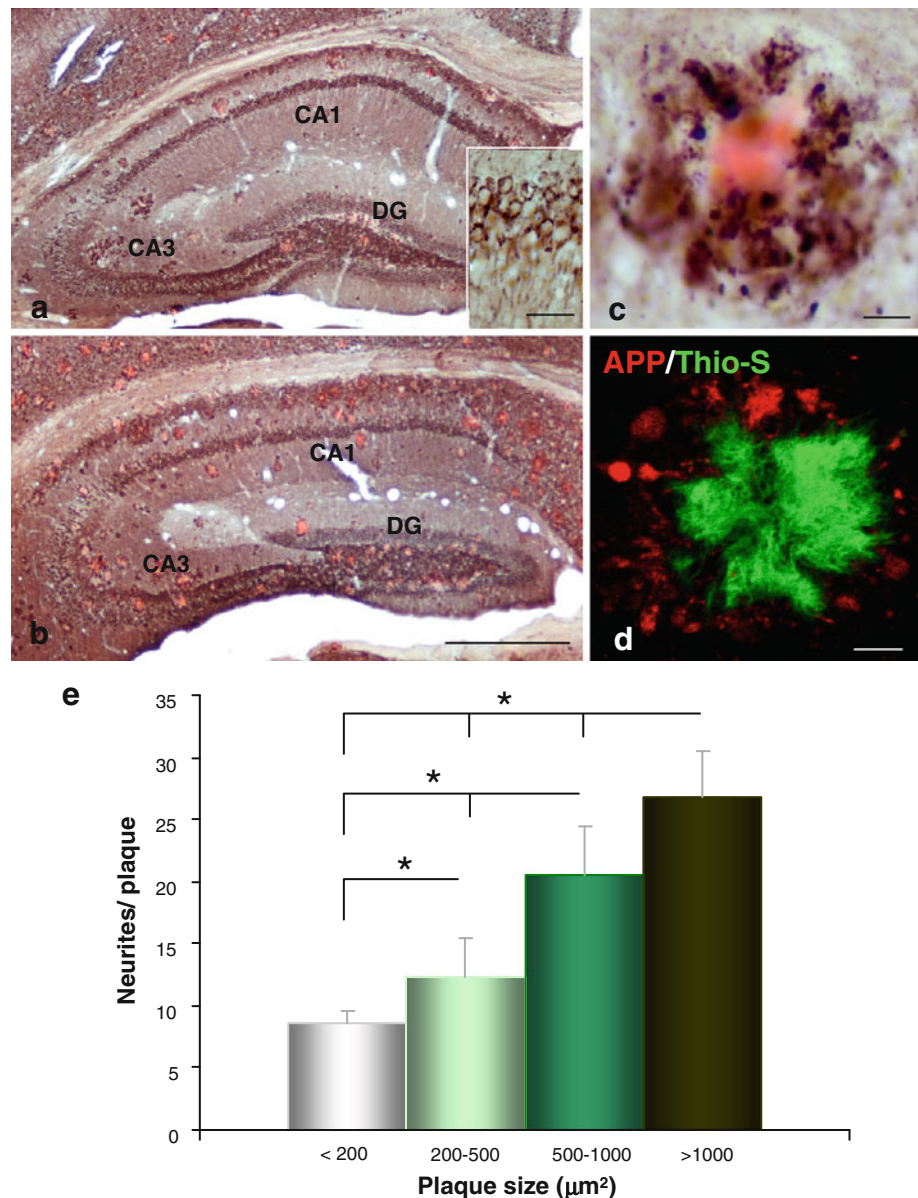 CA1
DG
CA3
a
c
CA1
DG
CA3
b
APP/Thio-S
d
e
35
30
25
20
15
10
5
0
Neurites/ plaque
*
*
*
< 200
200-500
500-1000
>1000
Plaque size (µm²)